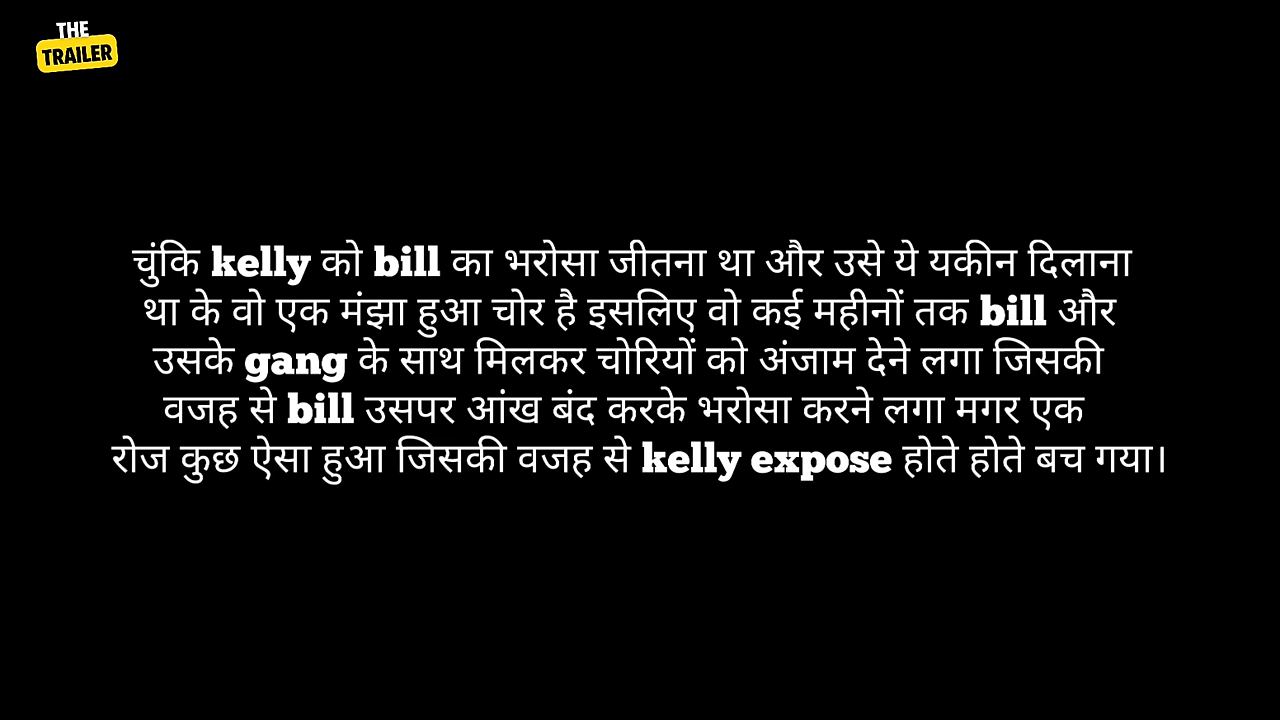 THE
TRAILER
चुंकि kelly को bill का भरोसा जीतना था और उसे ये यकीन दिलाना
था के वो एक मंझा हुआ चोर है इसलिए वो कई महीनों तक bill और
उसके gang के साथ मिलकर चोरियों को अंजाम देने लगा जिसकी
वजह से bill उसपर आंख बंद करके भरोसा करने लगा मगर एक
रोज कुछ ऐसा हुआ जिसकी वजह से kelly expose होते होते बच गया।